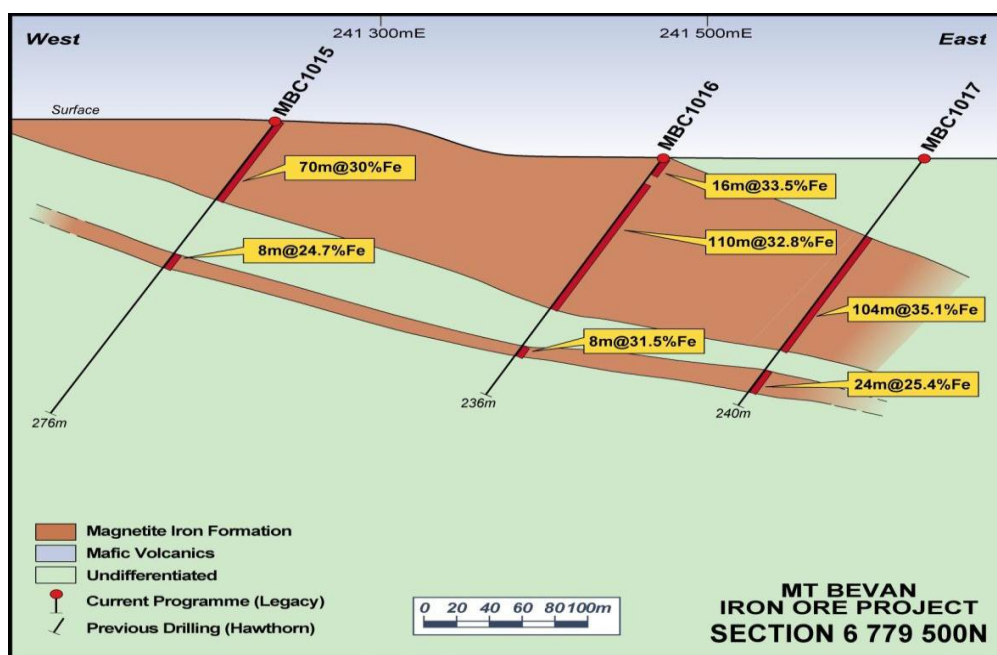 West
241 300mE
241 500mE
East
Surface
MBC1015
MBC1016
MBC1017
70m@30%Fe
16m@33.5%Fe
8m@24.7%Fe
110m@32.8%Fe
104m@35.1%Fe
8m@31.5%Fe
24m@25.4%Fe
276m
236m
240m
Magnetite Iron Formation
Mafic Volcanics
Undifferentiated
Current Programme (Legacy)
Previous Drilling (Hawthorn)
0 20 40 60 80 100m
MT BEVAN
IRON ORE PROJECT
SECTION 6 779 500N